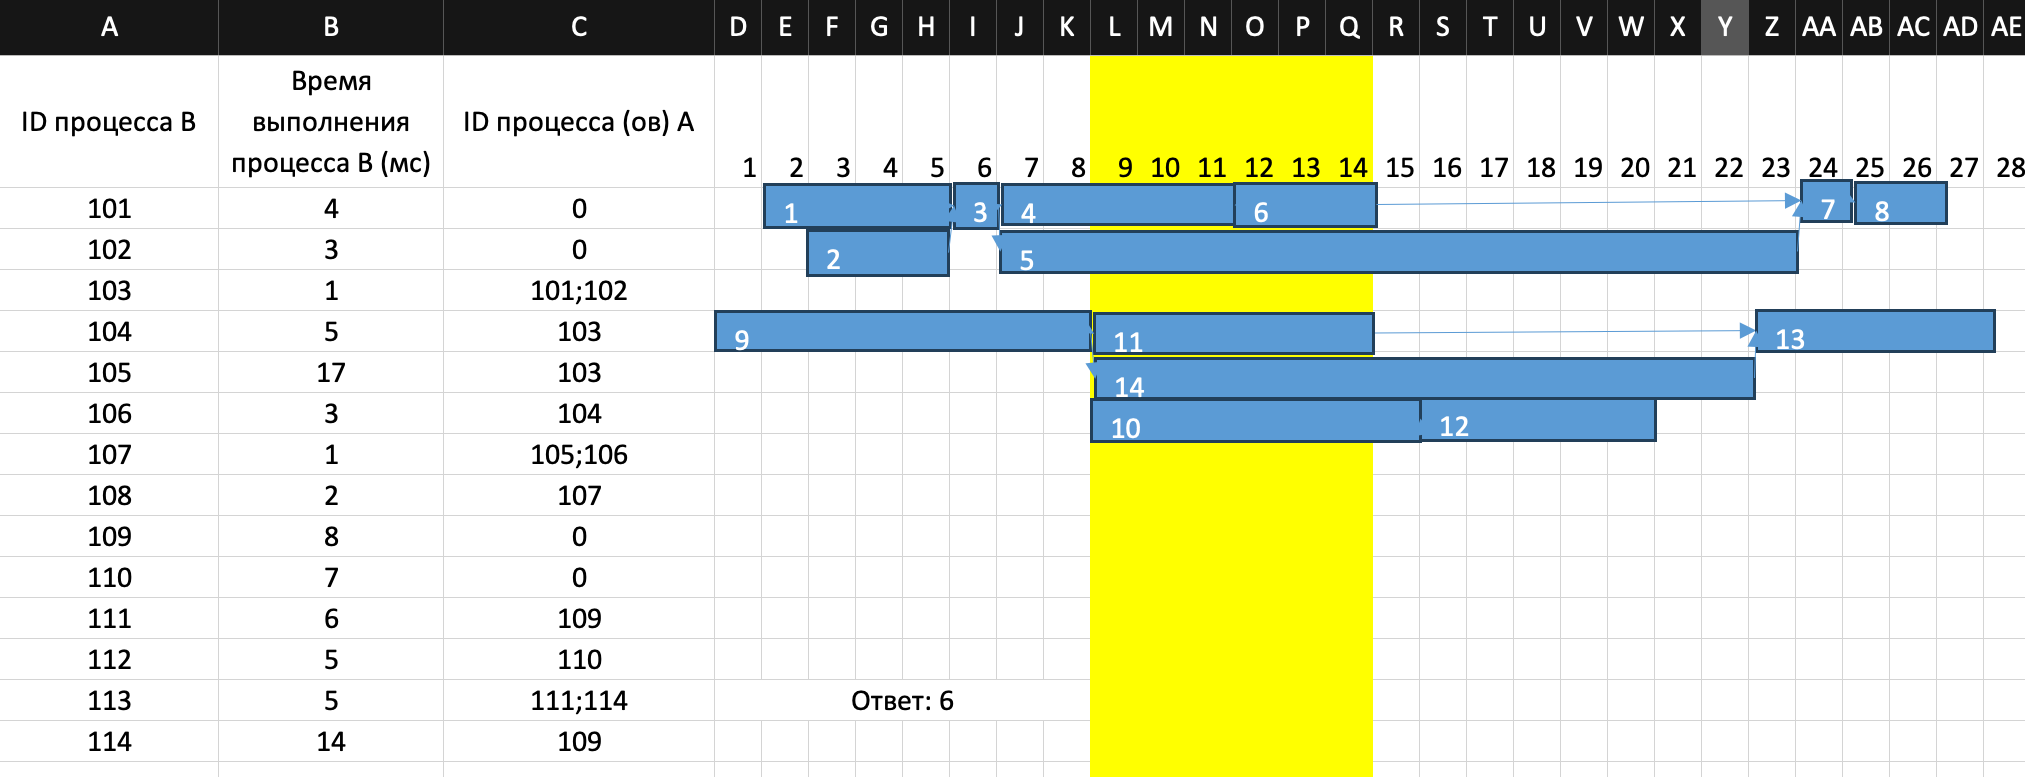 A B C D E F G H I J K L M N O P Q R S T U V W X Y Z AA AB AC AD AE
ID процесса B
Время
выполнения
процесса B (мс)
ID процесса (ов) A
1 2 3 4 5 6 7 8 9 10 11 12 13 14 15 16 17 18 19 20 21 22 23 24 25 26 27 28
101 4 0 1 3 4 6 7 8
102 3 0 2 5
103 1 101;102
104 5 103 9 11 13
105 17 103 14
106 3 104 10 12
107 1 105;106
108 2 107
109 8 0
110 7 0
111 6 109
112 5 110
113 5 111;114 Ответ: 6
114 14 109